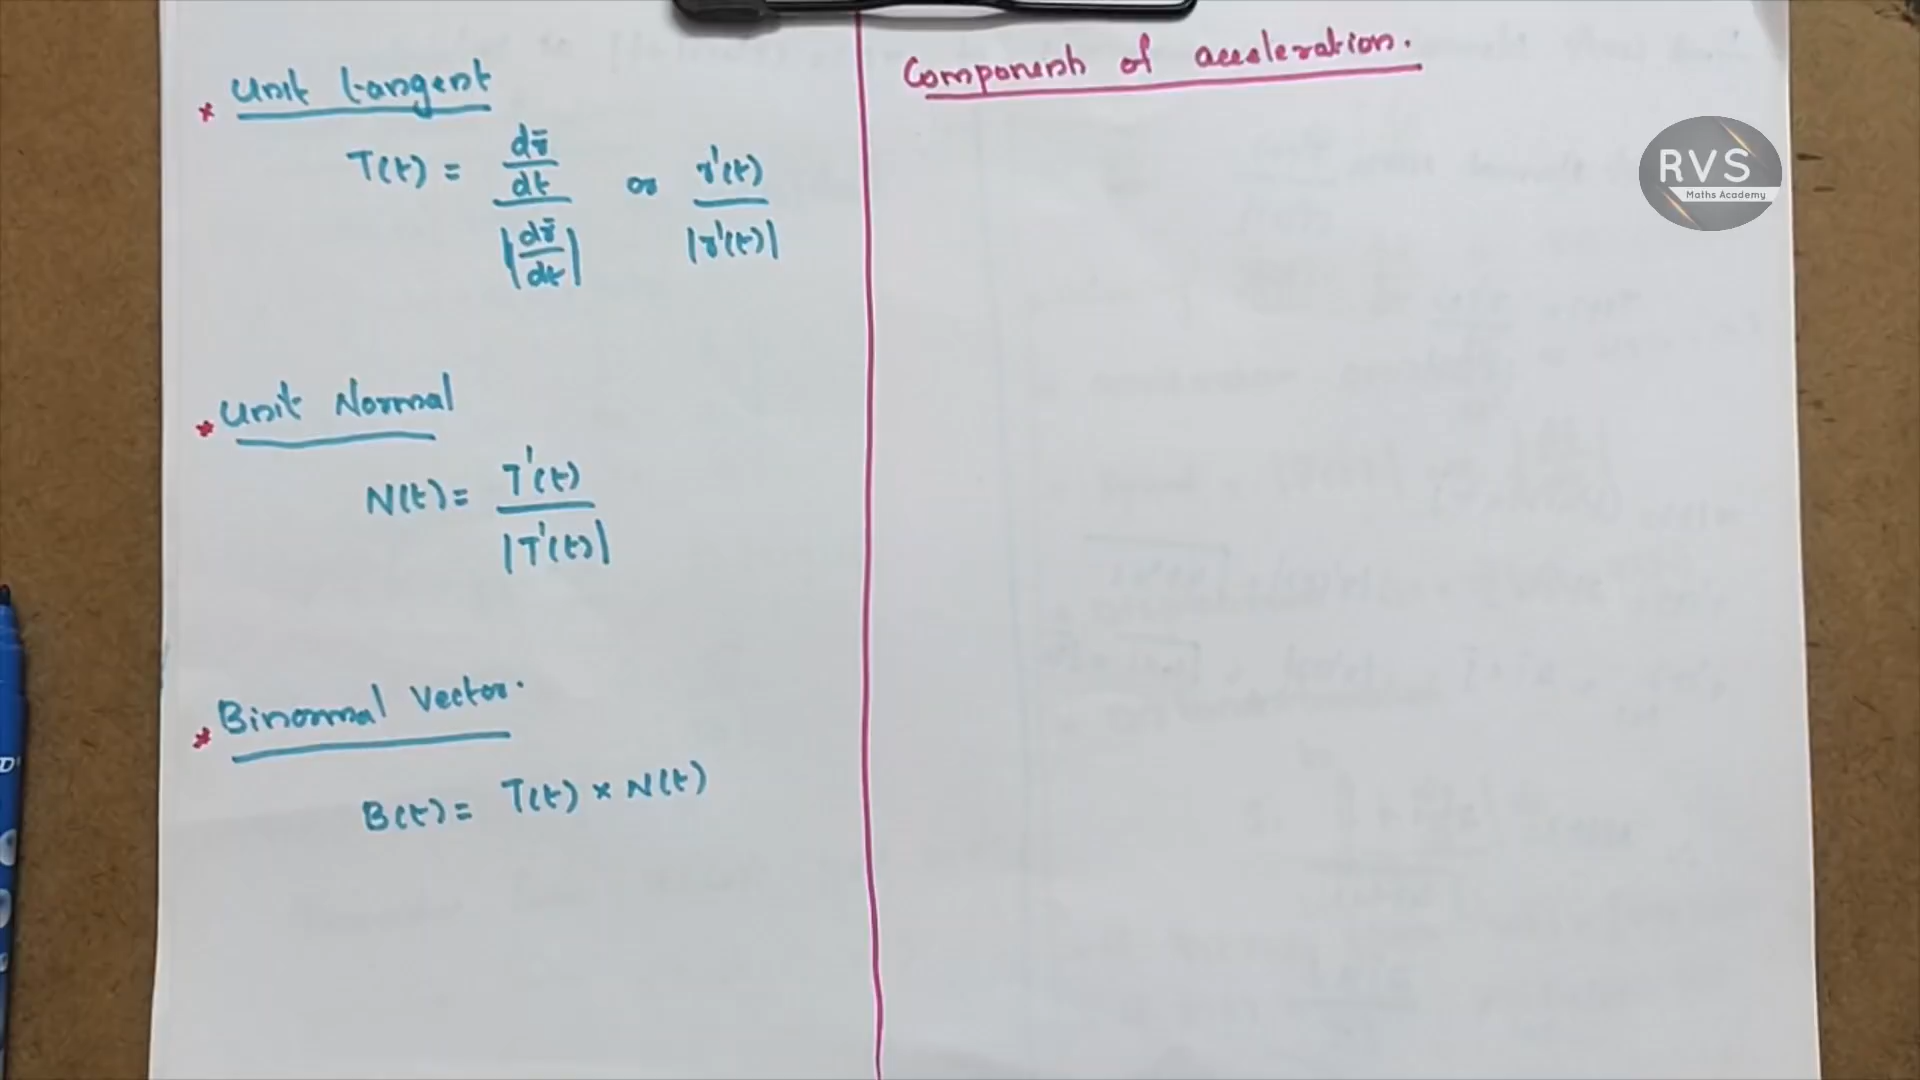 * Unit tangent
T(t) = dr̄/dt / |dr̄/dt| or r'(t) / |r'(t)|
* Unit Normal
N(t) = T'(t) / |T'(t)|
* Binormal Vector.
B(t) = T(t) × N(t)
Components of acceleration.
RVS
Maths Academy